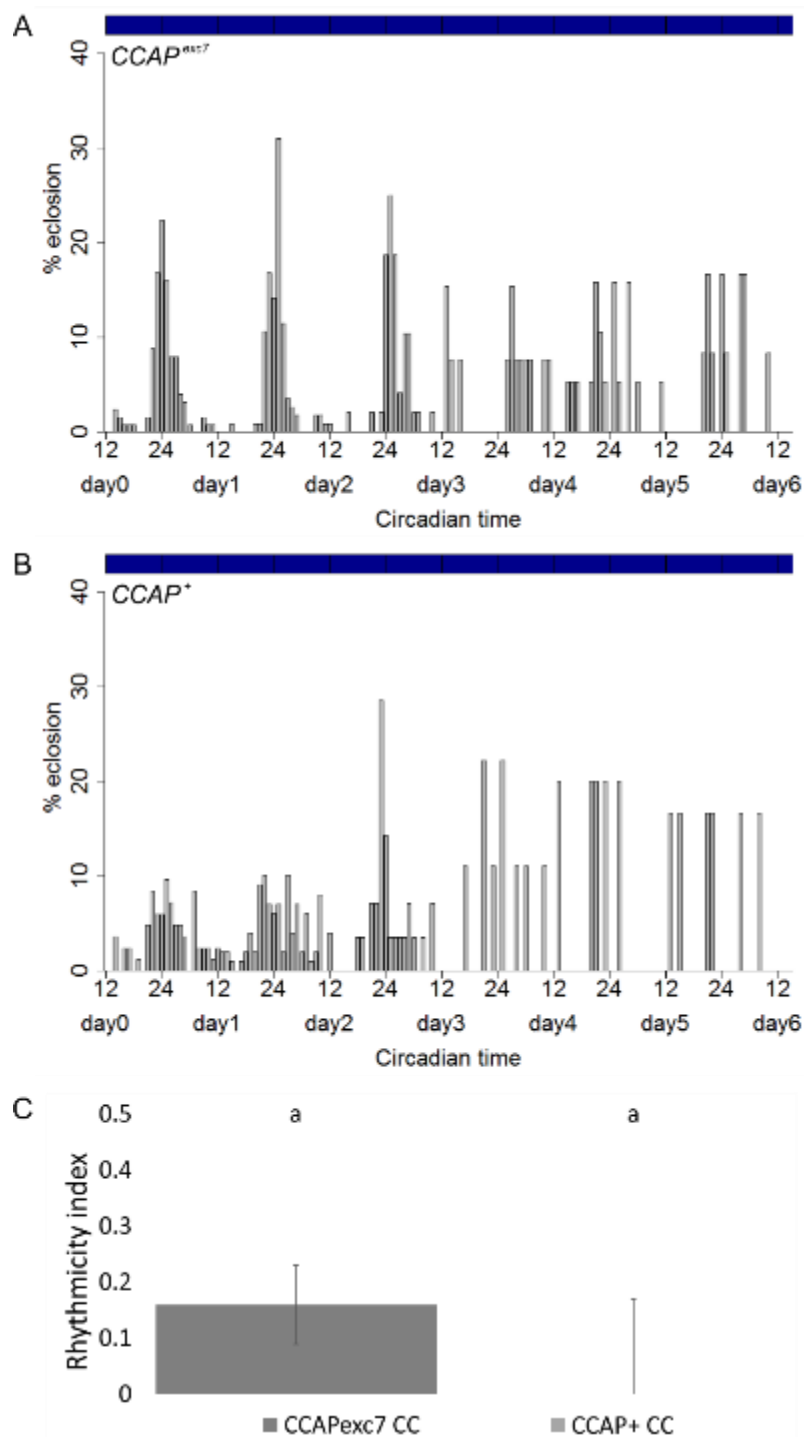 A
CCAP^exc7
40
30
20
10
0
% eclosion
12 24 12 24 12 24 12 24 12 24 12 24 12
day0 day1 day2 day3 day4 day5 day6
Circadian time
B
CCAP^+
40
30
20
10
0
% eclosion
12 24 12 24 12 24 12 24 12 24 12 24 12
day0 day1 day2 day3 day4 day5 day6
Circadian time
C
a a
0.5
0.4
0.3
0.2
0.1
0
Rhythmicity index
CCAPexc7 CC CCAP+ CC